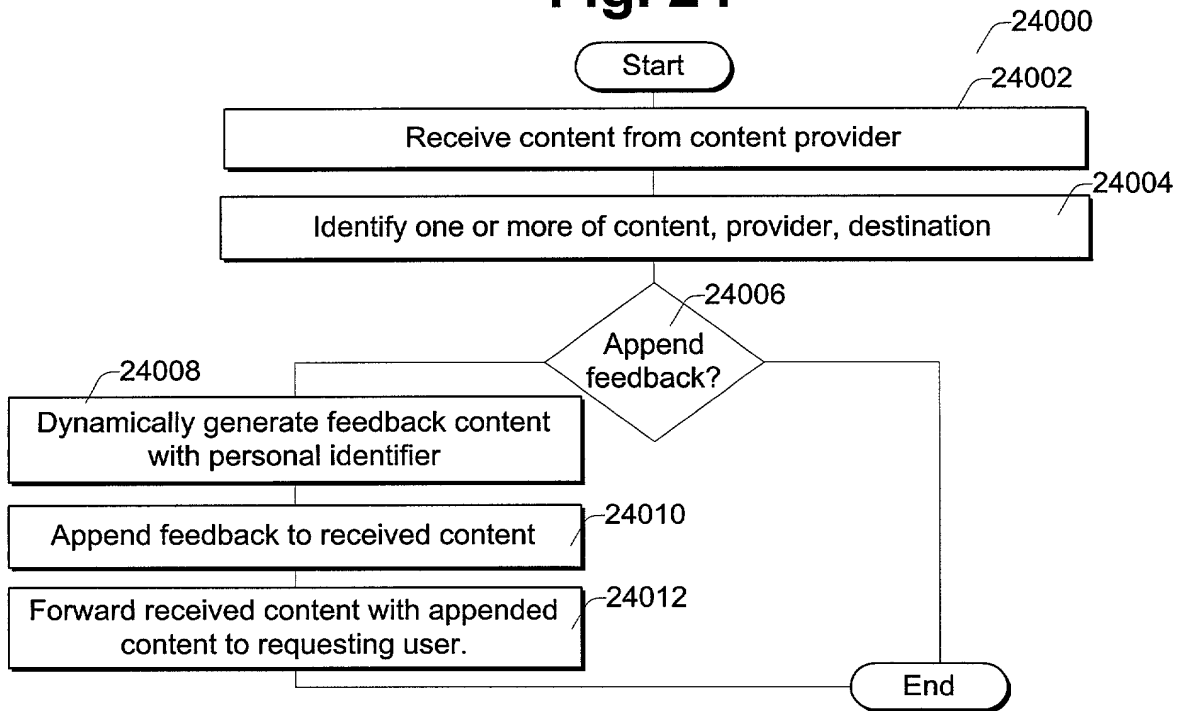 24000
Start
24002
Receive content from content provider
24004
Identify one or more of content, provider, destination
24006
Append
feedback?
24008
Dynamically generate feedback content
with personal identifier
24010
Append feedback to received content
24012
Forward received content with appended
content to requesting user.
End